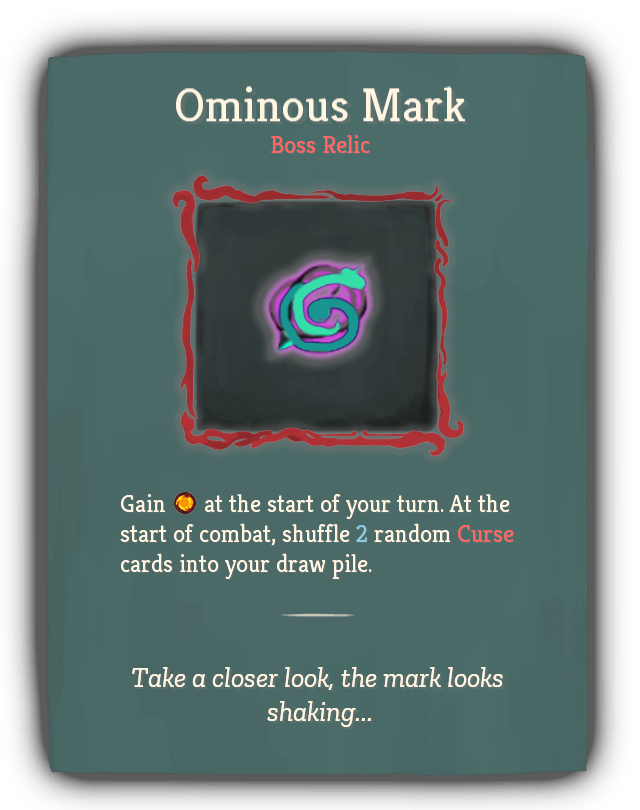 Ominous Mark
Boss Relic
Gain at the start of your turn. At the
start of combat, shuffle 2 random Curse
cards into your draw pile.
Take a closer look, the mark looks
shaking...